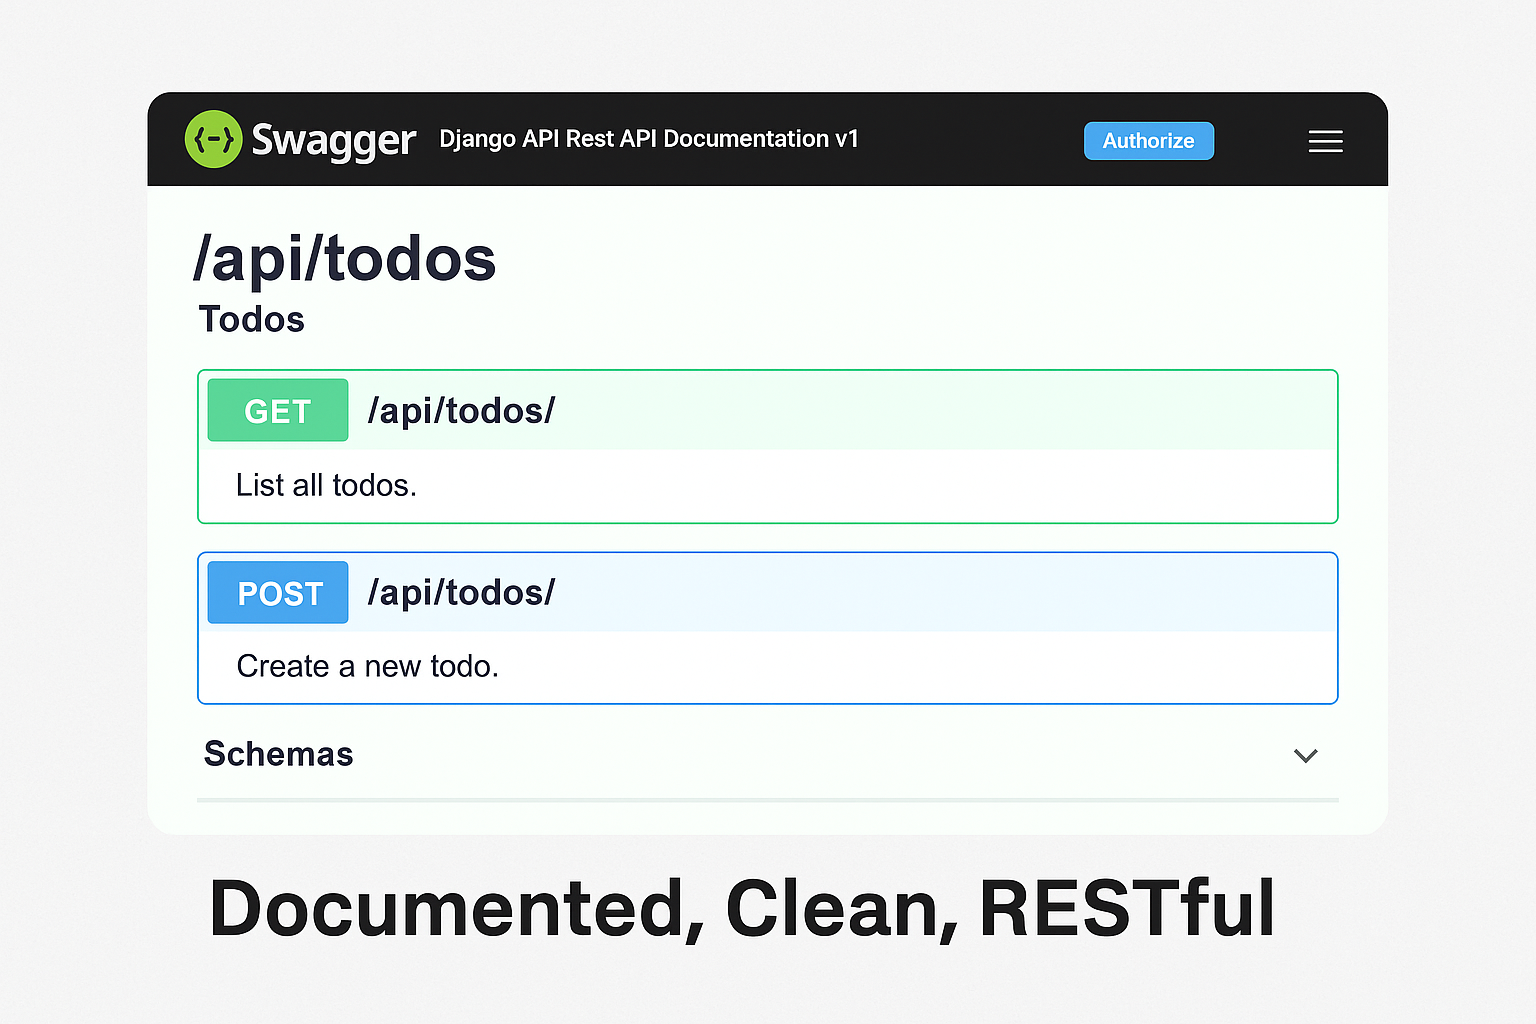 {-} Swagger Django API Rest API Documentation v1 Authorize
/api/todos
Todos
GET /api/todos/
List all todos.
POST /api/todos/
Create a new todo.
Schemas
Documented, Clean, RESTful